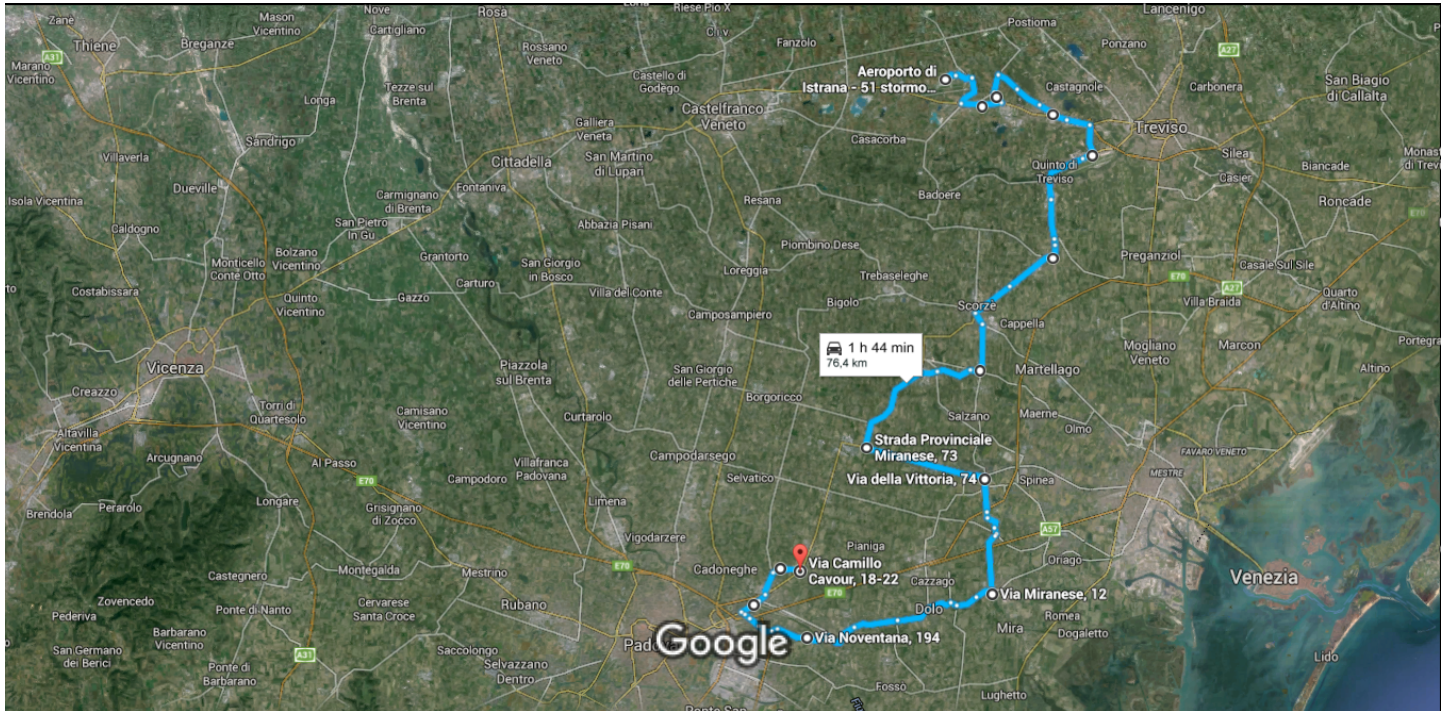 Zanè
Thiene
Marano
Vicentino
A31
Breganze
Mason
Vicentino
Nove
Cartigliano
Rosa
Tezze sul
Brenta
Longa
Sandrigo
Villaverla
Dueville
Isola Vicentina
Caldogno
Costabissara
Monticello
Conte Otto
Bolzano
Vicentino
Quinto
Vicentino
San Pietro
In Gu
Carmignano
di Brenta
Fontaniva
Grantorto
Carturo
Gazzo
Rossano
Veneto
Galliera
Veneta
Cittadella
San Martino
di Lupari
Castello di
Godego
Riese Pio X
Castelfranco
Veneto
Fanzolo
Postioma
Lancenigo
Ponzano
A27
Aeroporto di
Istrana - 51 stormo...
Castagnole
Carbonera
San Biagio
di Callalta
Treviso
Silea
Casacorba
Quinto di
Treviso
Casier
Biancade
Badoere
Roncade
Resana
Abbazia Pisani
San Giorgio
in Bosco
Villa del Conte
Loreggia
Piombino Dese
Trebaseleghe
Preganziol
E70
Casale Sul Sile
A27
Villa Braida
Quarto
d'Altino
Bigolo
Scorze
Cappella
Camposampiero
1 h 44 min
76,4 km
Martellago
Mogliano
Veneto
Marcon
Altino
Vicenza
Creazzo
Torri di
Quartesolo
Altavilla
Vicentina
Arcugnano
Camisano
Vicentino
Piazzola
sul Brenta
Curtarolo
San Giorgio
delle Pertiche
Borgoricco
Salzano
Maerne
Olmo
FAVARO VENETO
MESTRE
Strada Provinciale
Miranese, 73
Via della Vittoria, 74
Spinea
Al Passo
E70
Campodoro
Villafranca
Padovana
Campodarsego
Selvatico
Limena
Brendola
Perarolo
Longare
Grisignano
di Zocco
Vigodarzere
Pianiga
A57
Oriago
Venezia
Castegnero
Montegalda
Mestrino
E70
Cadoneghe
Via Camillo
Cavour, 18-22
E70
Cazzago
Via Miranese, 12
Zovencedo
Pederiva
Ponte di Nanto
Cervarese
Santa Croce
Rubano
Dolo
Mira
Romea
Dogaletto
Barbarano
Vicentino
Padova
Google
Via Noventana, 194
San Germano
dei Berici
Ponte di
Barbarano
A31
Saccolongo
Selvazzano
Dentro
Fossò
Lughetto
Lido